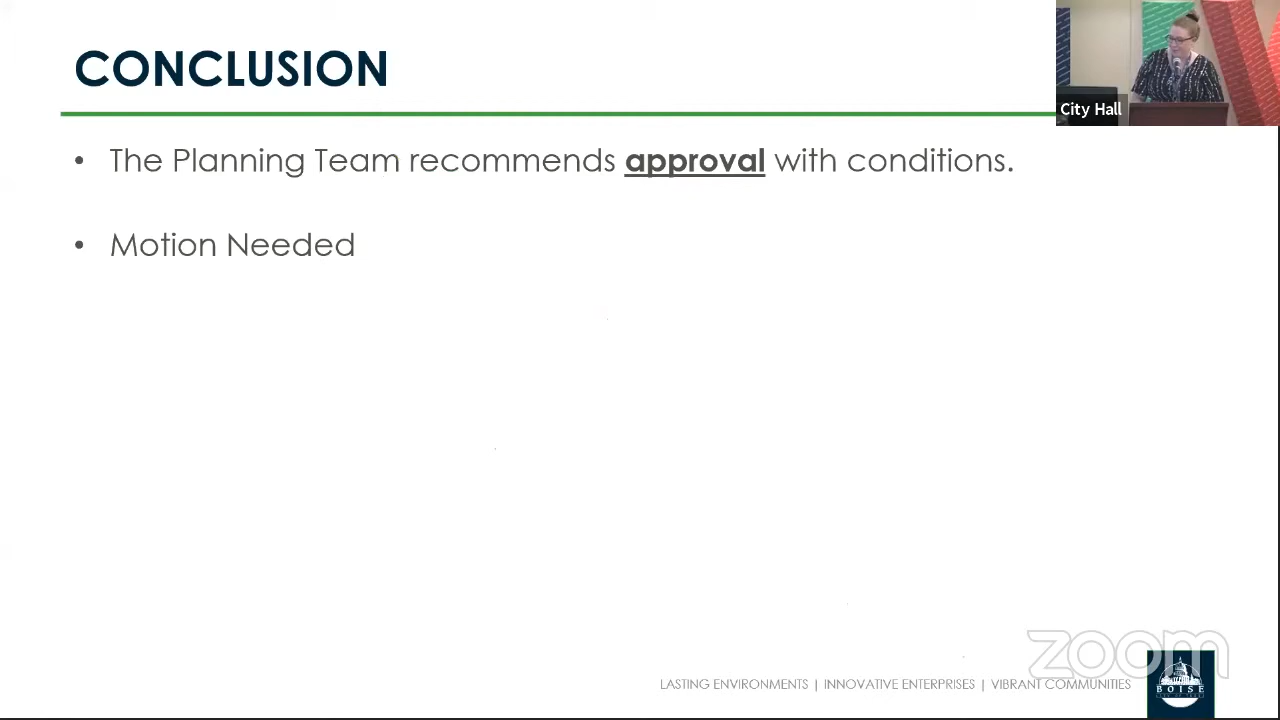 CONCLUSION
City Hall
• The Planning Team recommends approval with conditions.
• Motion Needed
zoom
LASTING ENVIRONMENTS | INNOVATIVE ENTERPRISES | VIBRANT COMMUNITIES
BOISE